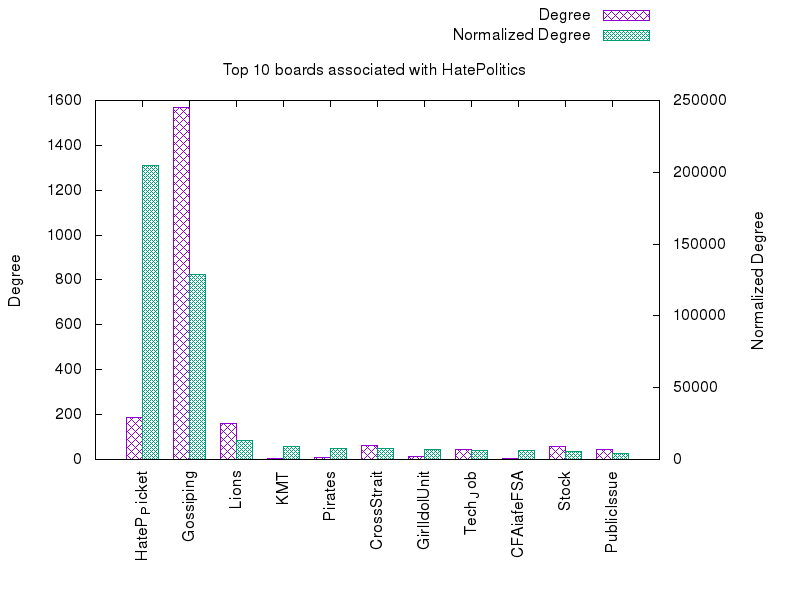 Degree
Normalized Degree
Top 10 boards associated with HatePolitics
1600
1400
1200
1000
800
600
400
200
0
250000
200000
150000
100000
50000
0
Degree
Normalized Degree
HateP_Picket
Gossiping
Lions
KMT
Pirates
CrossStrait
GirlIdolUnit
Tech_Job
CFAiafeFSA
Stock
PublicIssue